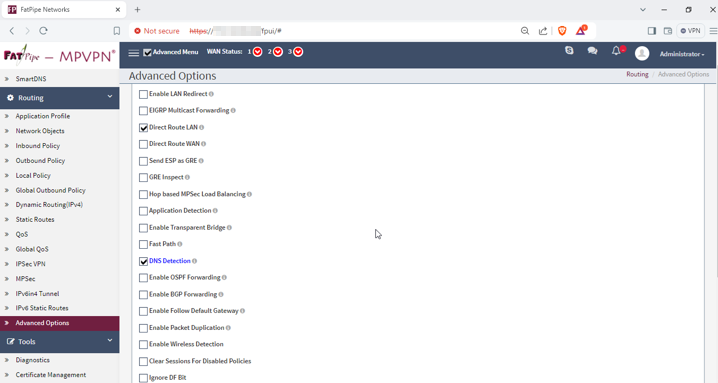 FatPipe Networks
Not secure https:// fpui/#
VPN
FATPipe — MPVPN®
Advanced Menu WAN Status: 1 2 3
Administrator
Advanced Options
Routing / Advanced Options
SmartDNS
Routing
Application Profile
Network Objects
Inbound Policy
Outbound Policy
Local Policy
Global Outbound Policy
Dynamic Routing(IPv4)
Static Routes
QoS
Global QoS
IPSec VPN
MPSec
IPv6in4 Tunnel
IPv6 Static Routes
Advanced Options
Tools
Diagnostics
Certificate Management
Enable LAN Redirect
EIGRP Multicast Forwarding
Direct Route LAN
Direct Route WAN
Send ESP as GRE
GRE Inspect
Hop based MPSec Load Balancing
Application Detection
Enable Transparent Bridge
Fast Path
DNS Detection
Enable OSPF Forwarding
Enable BGP Forwarding
Enable Follow Default Gateway
Enable Packet Duplication
Enable Wireless Detection
Clear Sessions For Disabled Policies
Ignore DF Bit